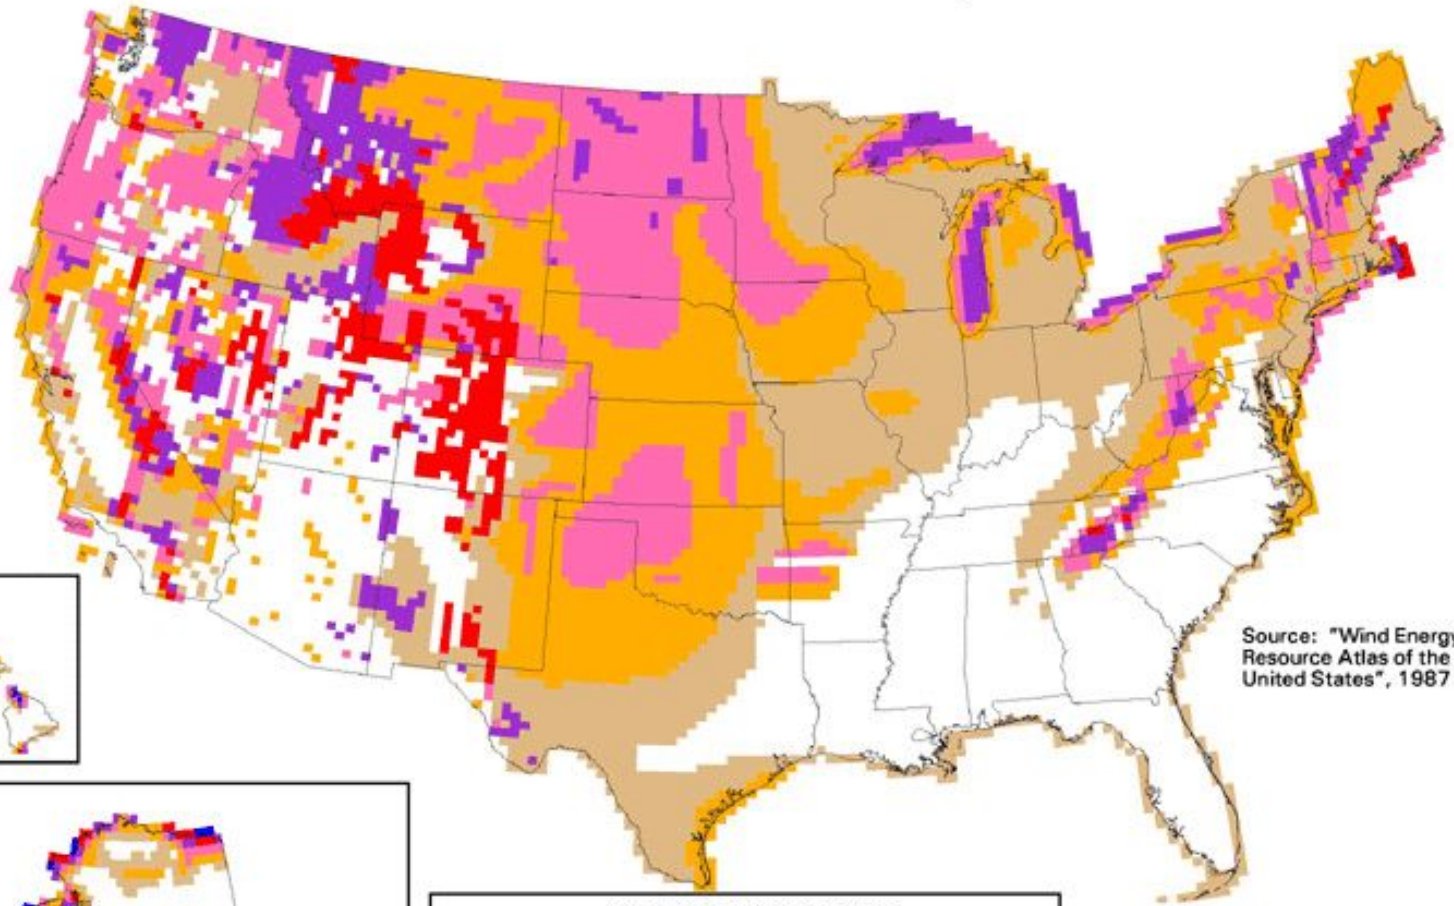 Source: "Wind Energy
Resource Atlas of the
United States", 1987